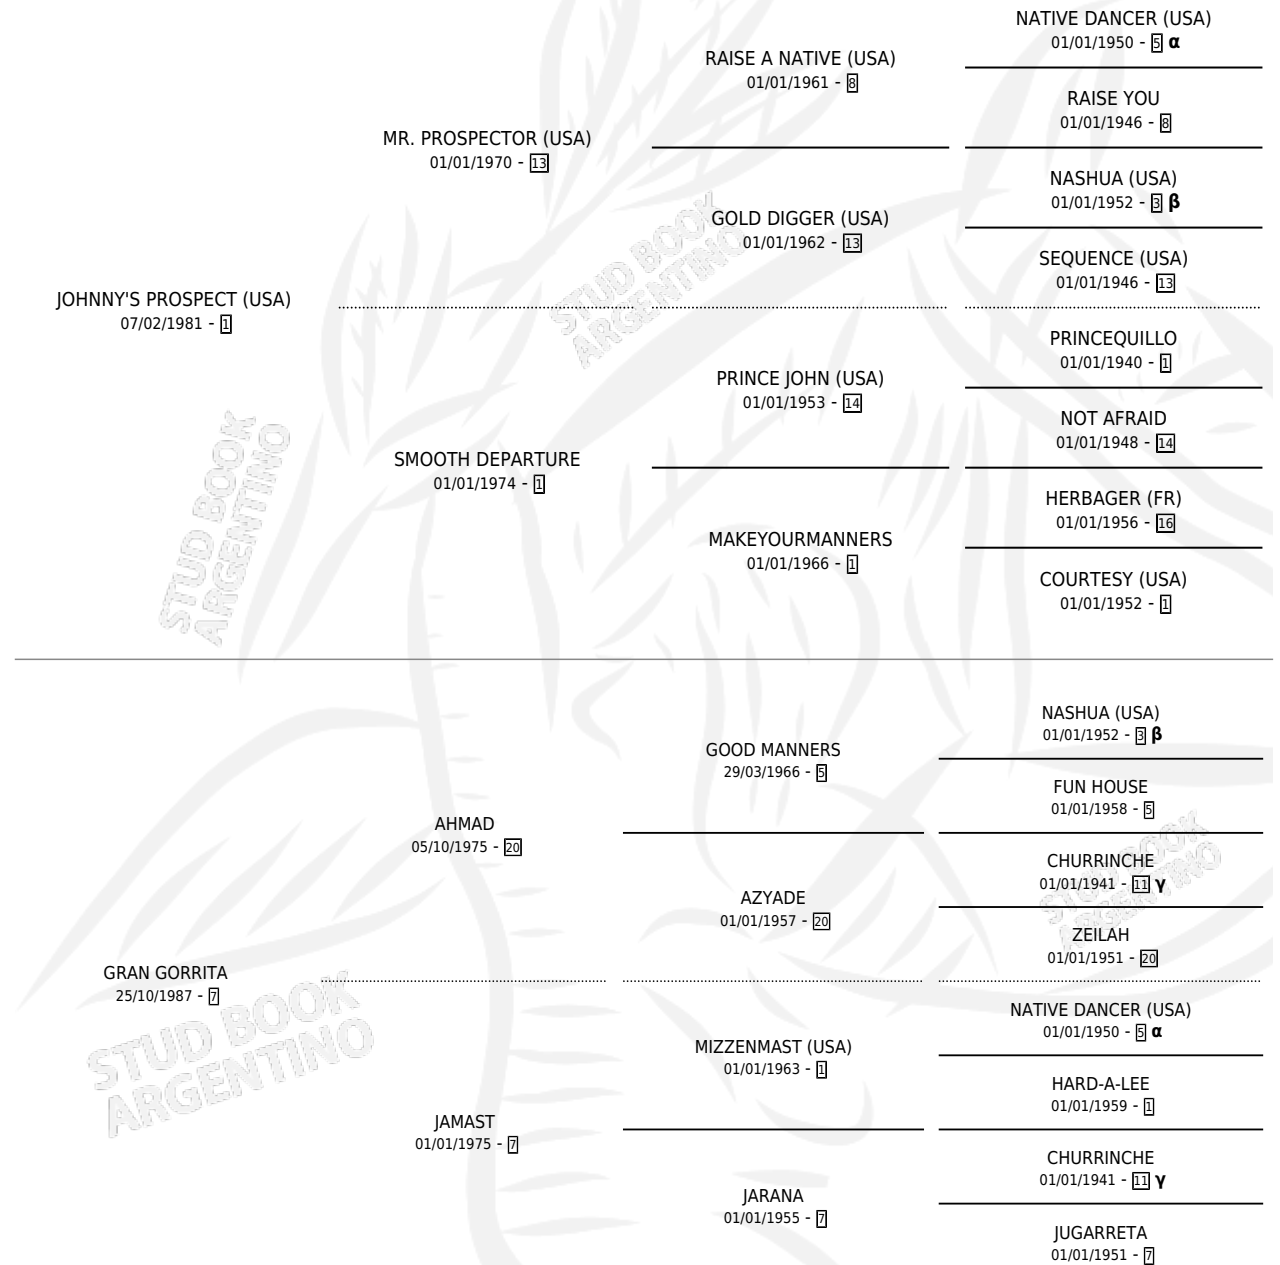 NATIVE DANCER (USA)
01/01/1950 - 5 α
RAISE A NATIVE (USA)
01/01/1961 - 8
RAISE YOU
01/01/1946 - 8
MR. PROSPECTOR (USA)
01/01/1970 - 13
NASHUA (USA)
01/01/1952 - 3 β
GOLD DIGGER (USA)
01/01/1962 - 13
SEQUENCE (USA)
01/01/1946 - 13
JOHNNY'S PROSPECT (USA)
07/02/1981 - 1
PRINCEQUILLO
01/01/1940 - 1
PRINCE JOHN (USA)
01/01/1953 - 14
NOT AFRAID
01/01/1948 - 14
SMOOTH DEPARTURE
01/01/1974 - 1
HERBAGER (FR)
01/01/1956 - 16
MAKEYOURMANNERS
01/01/1966 - 1
COURTESY (USA)
01/01/1952 - 1
NASHUA (USA)
01/01/1952 - 3 β
GOOD MANNERS
29/03/1966 - 5
FUN HOUSE
01/01/1958 - 5
AHMAD
05/10/1975 - 20
CHURRINCHE
01/01/1941 - 11 γ
AZYADE
01/01/1957 - 20
ZEILAH
01/01/1951 - 20
GRAN GORRITA
25/10/1987 - 7
NATIVE DANCER (USA)
01/01/1950 - 5 α
MIZZENMAST (USA)
01/01/1963 - 1
HARD-A-LEE
01/01/1959 - 1
JAMAST
01/01/1975 - 7
CHURRINCHE
01/01/1941 - 11 γ
JARANA
01/01/1955 - 7
JUGARRETA
01/01/1951 - 7
STUD BOOK
ARGENTINO
STUD BOOK
ARGENTINO
STUD BOOK
ARGENTINO
STUD BOOK
ARGENTINO